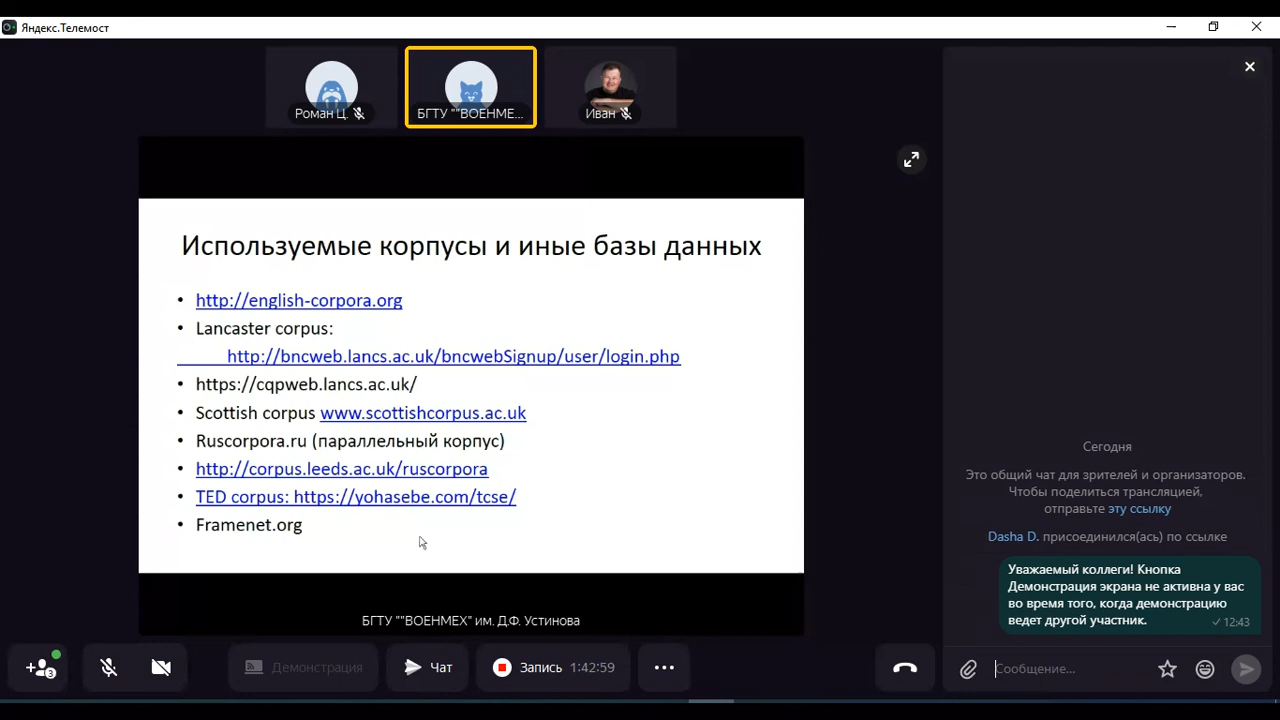 Яндекс.Телемост
Роман Ц.
БГТУ ""ВОЕНМЕ...
Иван
Используемые корпусы и иные базы данных
• http://english-corpora.org
• Lancaster corpus:
http://bncweb.lancs.ac.uk/bncwebSignup/user/login.php
• https://cqpweb.lancs.ac.uk/
• Scottish corpus www.scottishcorpus.ac.uk
• Ruscorpora.ru (параллельный корпус)
• http://corpus.leeds.ac.uk/ruscorpora
• TED corpus: https://yohasebe.com/tcse/
• Framenet.org
БГТУ ""ВОЕНМЕХ" им. Д.Ф. Устинова
Сегодня
Это общий чат для зрителей и организаторов.
Чтобы поделиться трансляцией,
отправьте эту ссылку
Dasha D. присоединился(ась) по ссылке
Уважаемый коллеги! Кнопка
Демонстрация экрана не активна у вас
во время того, когда демонстрацию
ведет другой участник.
12:43
3
Демонстрация
Чат
Запись 1:42:59
Сообщение...